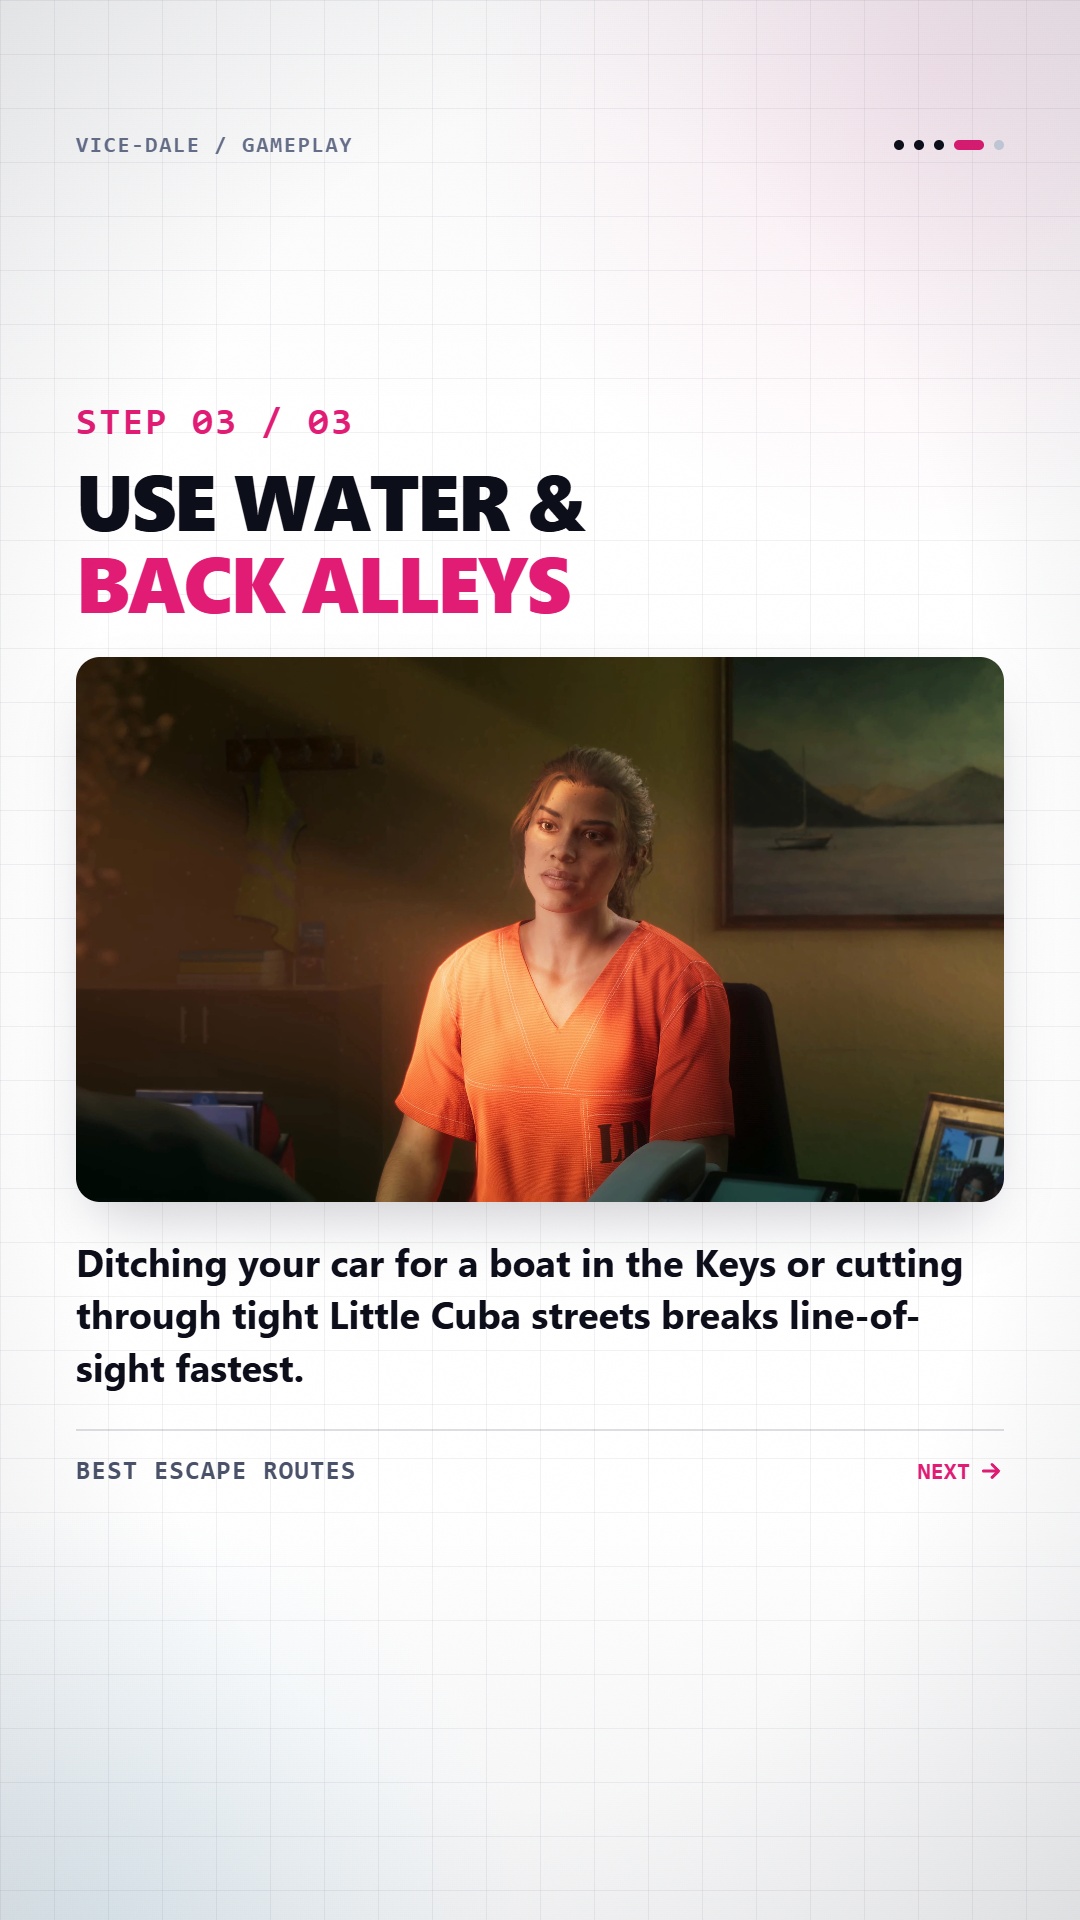 VICE-DALE / GAMEPLAY
STEP 03 / 03
USE WATER &
BACK ALLEYS
Ditching your car for a boat in the Keys or cutting
through tight Little Cuba streets breaks line-of-
sight fastest.
BEST ESCAPE ROUTES
NEXT →